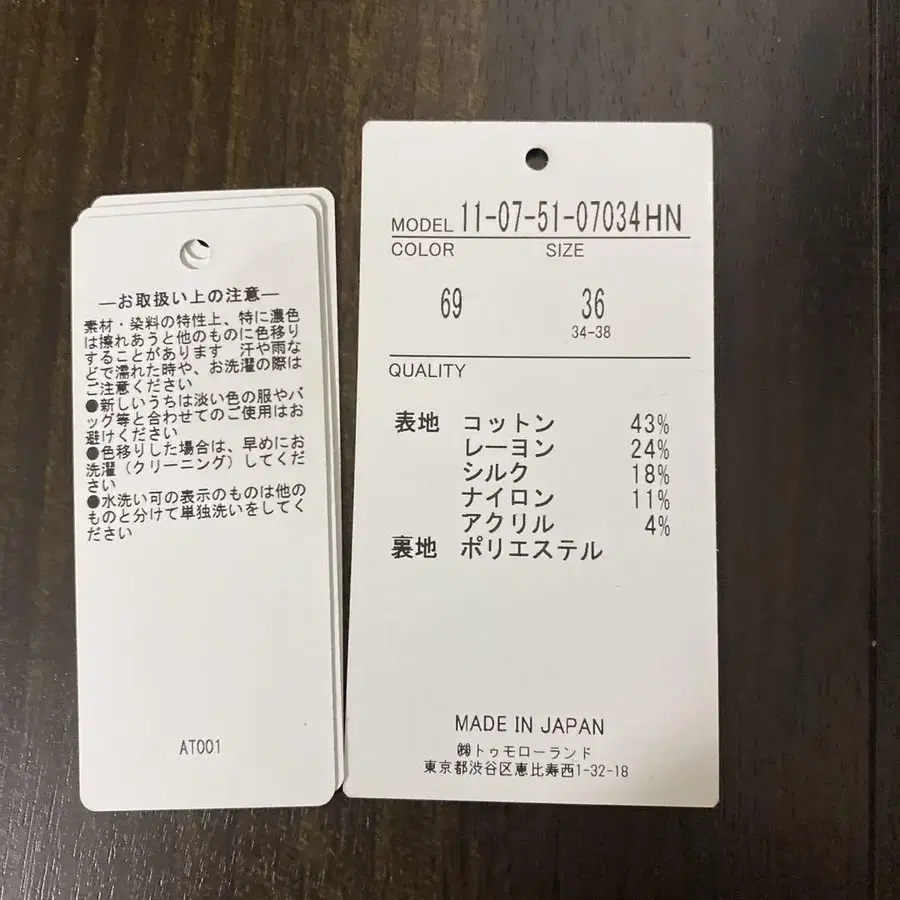 ―お取扱い上の注意―
素材・染料の特性上、特に濃色
は擦れあうと他のものに色移り
することがあります 汗や雨な
どで濡れた時や、お洗濯の際は
ご注意ください
●新しいうちは淡い色の服やバ
ッグ等と合わせてのご使用はお
避けください
●色移りした場合は、早めにお
洗濯(クリーニング)してくだ
さい
●水洗い可の表示のものは他の
ものと分けて単独洗いをしてく
ださい
AT001
MODEL 11-07-51-07034HN
COLOR SIZE
69 36
34-38
QUALITY
表地 コットン 43%
レーヨン 24%
シルク 18%
ナイロン 11%
アクリル 4%
裏地 ポリエステル
MADE IN JAPAN
㈱トゥモローランド
東京都渋谷区恵比寿西1-32-18